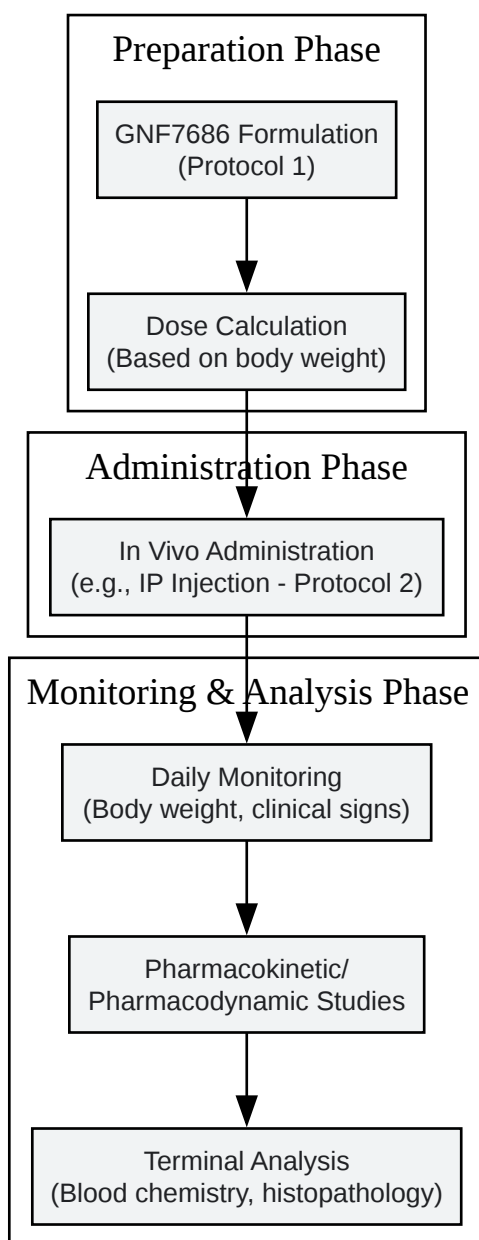 Preparation Phase
GNF7686 Formulation
(Protocol 1)
Dose Calculation
(Based on body weight)
Administration Phase
In Vivo Administration
(e.g., IP Injection - Protocol 2)
Monitoring & Analysis Phase
Daily Monitoring
(Body weight, clinical signs)
Pharmacokinetic/
Pharmacodynamic Studies
Terminal Analysis
(Blood chemistry, histopathology)